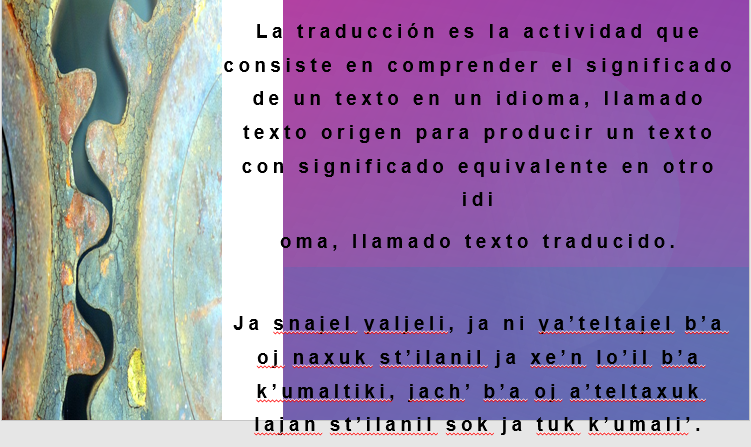 La traducción es la actividad que
consiste en comprender el significado
de un texto en un idioma, llamado
texto origen para producir un texto
con significado equivalente en otro
idi
oma, llamado texto traducido.
Ja snajel yaljeli, ja ni ya’teltajel b’a
oj naxuk st’ilanil ja xe’n lo’il b’a
k’umaltiki, jach’ b’a oj a’teltaxuk
lajan st’ilanil sok ja tuk k’umali’.